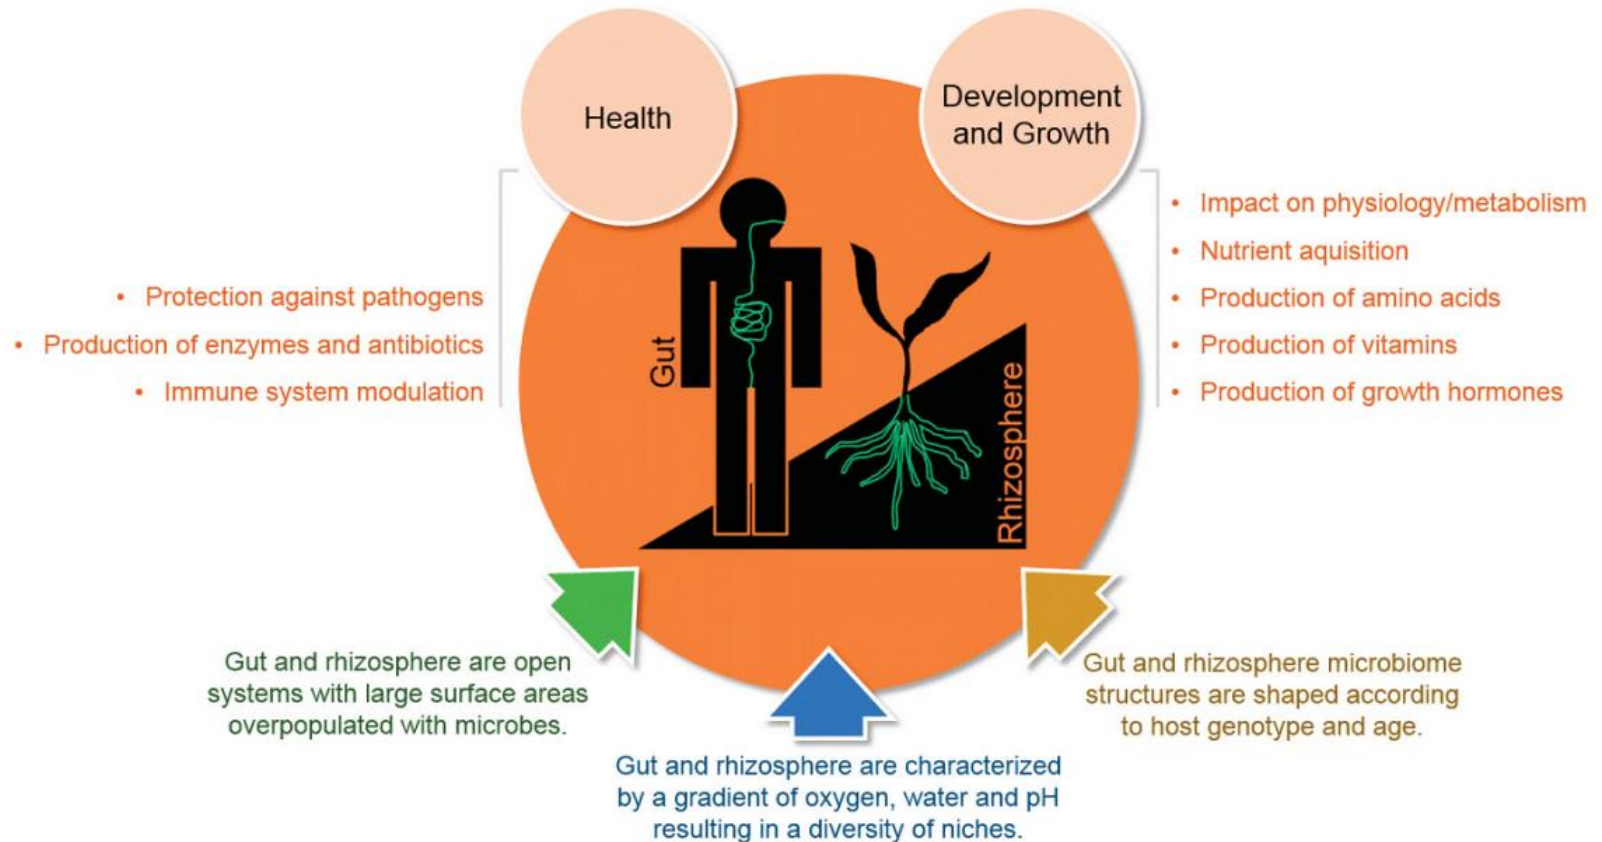 Health
Development
and Growth
• Protection against pathogens
• Production of enzymes and antibiotics
• Immune system modulation
• Impact on physiology/metabolism
• Nutrient aquisition
• Production of amino acids
• Production of vitamins
• Production of growth hormones
Gut
Rhizosphere
Gut and rhizosphere are open
systems with large surface areas
overpopulated with microbes.
Gut and rhizosphere are characterized
by a gradient of oxygen, water and pH
resulting in a diversity of niches.
Gut and rhizosphere microbiome
structures are shaped according
to host genotype and age.